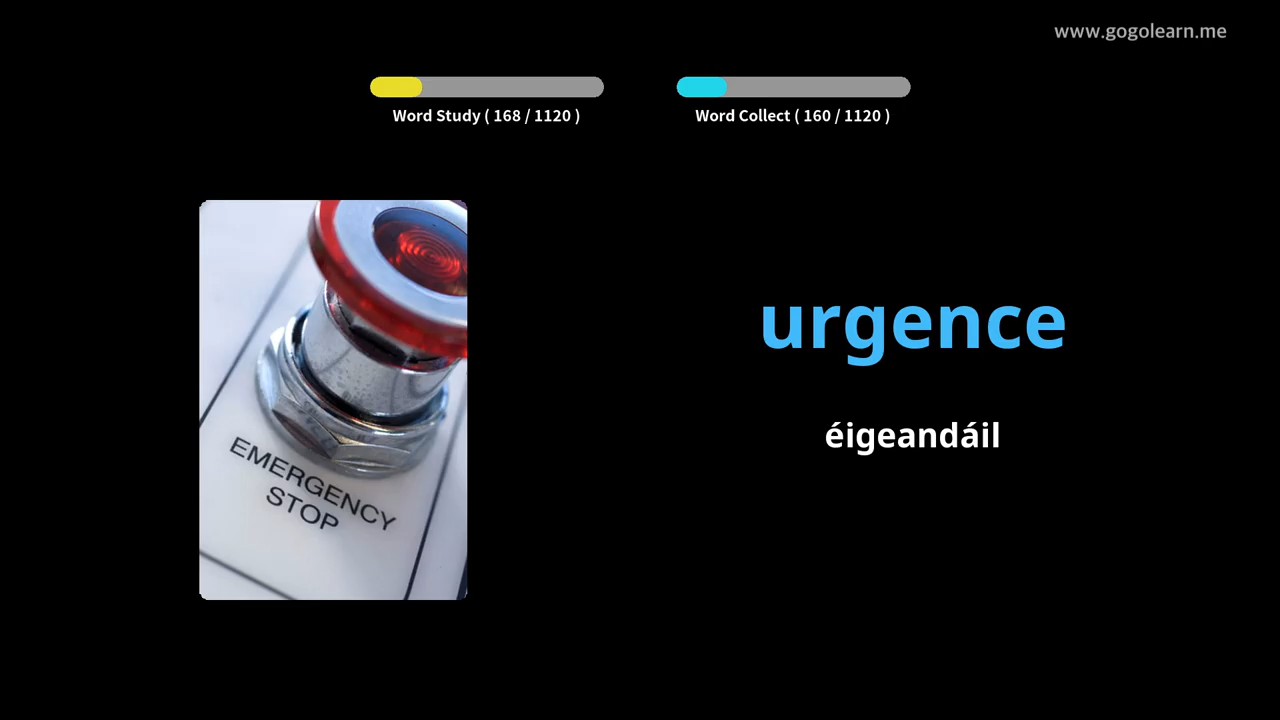 www.gogolearn.me
Word Study ( 168 / 1120 )
Word Collect ( 160 / 1120 )
EMERGENCY
STOP
urgence
éigeandáil